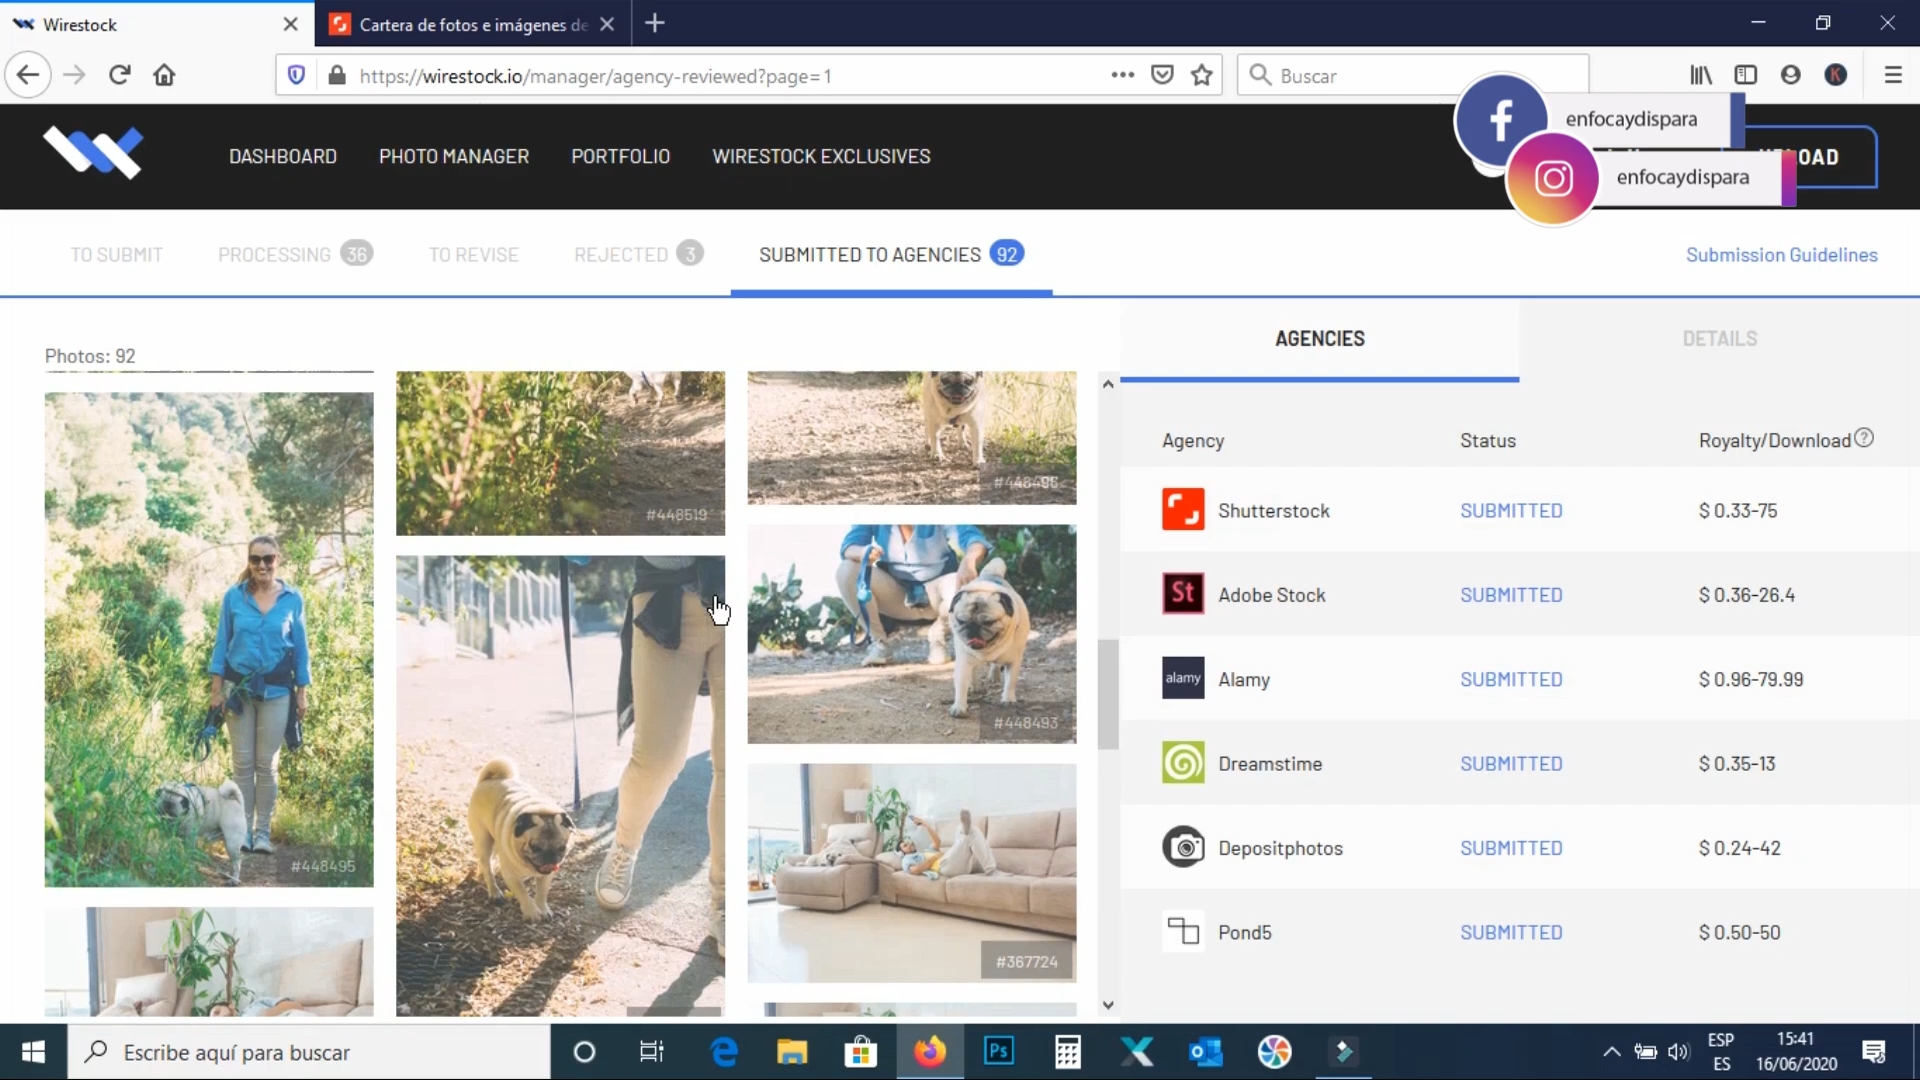 Wirestock
Cartera de fotos e imágenes de
https://wirestock.io/manager/agency-reviewed?page=1
Buscar
K
enfocaydispara
enfocaydispara
DASHBOARD
PHOTO MANAGER
PORTFOLIO
WIRESTOCK EXCLUSIVES
OAD
TO SUBMIT
PROCESSING 36
TO REVISE
REJECTED 3
SUBMITTED TO AGENCIES 92
Submission Guidelines
Photos: 92
AGENCIES
DETAILS
Agency
Status
Royalty/Download
Shutterstock
SUBMITTED
$ 0.33-75
St
Adobe Stock
SUBMITTED
$ 0.36-26.4
alamy
Alamy
SUBMITTED
$ 0.96-79.99
Dreamstime
SUBMITTED
$ 0.35-13
Depositphotos
SUBMITTED
$ 0.24-42
Pond5
SUBMITTED
$ 0.50-50
#448519
#448495
#448493
#448495
#367724
Escribe aquí para buscar
Ps
ESP
ES
15:41
16/06/2020